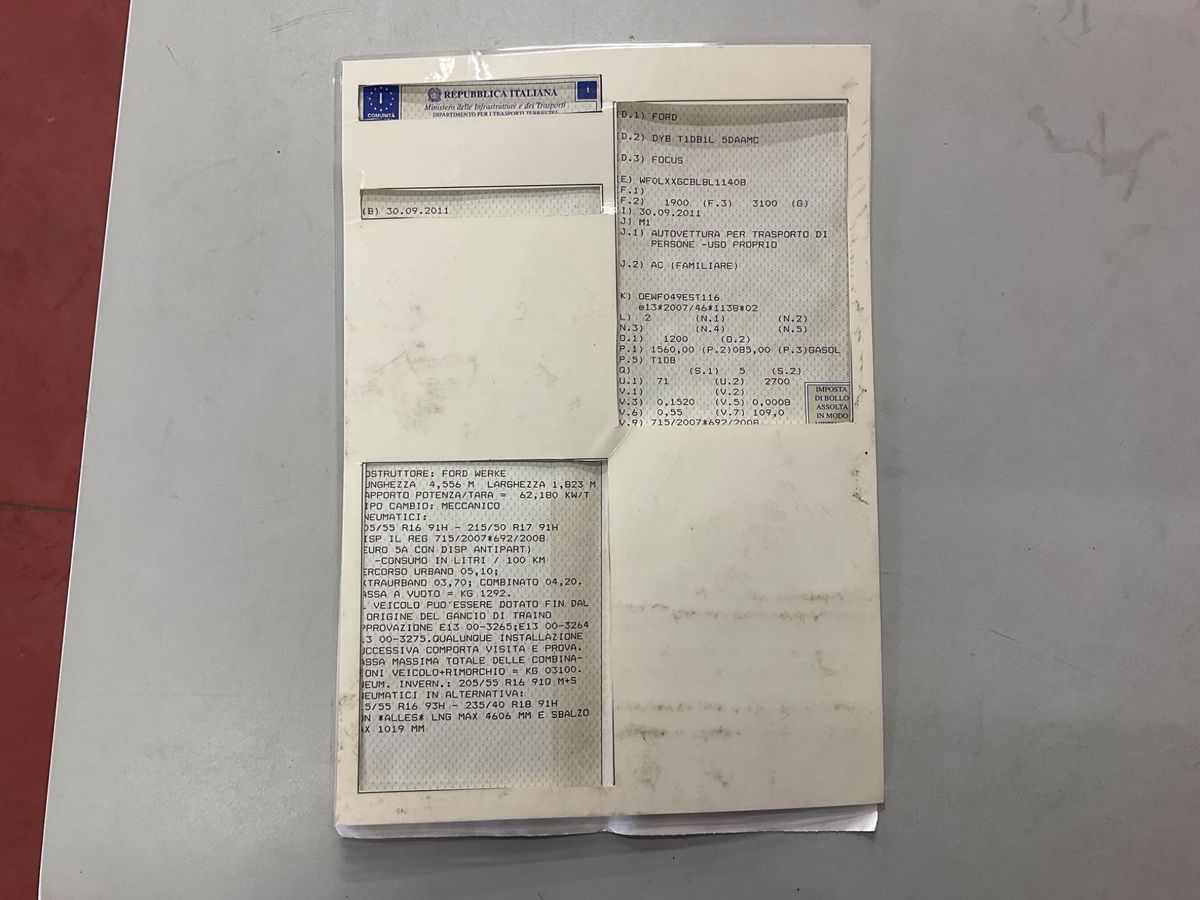 I
COMUNITÀ
REPUBBLICA ITALIANA
1
Ministero delle Infrastrutture e dei Trasporti
DIPARTIMENTO PER I TRASPORTI TERRESTRI
(B) 30.09.2011
(D.1) FORD
(D.2) DYB T1DB1L 5DAAMC
(D.3) FOCUS
(E) WF0LXXGCBLBL11408
(F.1)
(F.2) 1900 (F.3) 3100 (G)
I) 30.09.2011
J) M1
J.1) AUTOVETTURA PER TRASPORTO DI
PERSONE -USO PROPRIO
J.2) AC (FAMILIARE)
K) OEWF049EST116
e13*2007/46*1138*02
L) 2 (N.1) (N.2)
N.3) (N.4) (N.5)
O.1) 1200 (O.2)
P.1) 1560,00 (P.2)085,00 (P.3)GASOL
P.5) T1DB
Q) (S.1) 5 (S.2)
U.1) 71 (U.2) 2700
V.1) (V.2)
V.3) 0,1520 (V.5) 0,0008
V.6) 0,55 (V.7) 109,0
V.9) 715/2007*692/2008
IMPOSTA
DI BOLLO
ASSOLTA
IN MODO
OSTRUTTORE: FORD WERKE
UNGHEZZA 4,556 M LARGHEZZA 1,823 M
APPORTO POTENZA/TARA = 62,180 KW/T
IPO CAMBIO: MECCANICO
NEUMATICI:
05/55 R16 91H - 215/50 R17 91H
ISP IL REG 715/2007*692/2008
EURO 5A CON DISP ANTIPART)
-CONSUMO IN LITRI / 100 KM
ERCORSO URBANO 05,10;
XTRAURBANO 03,70; COMBINATO 04,20.
ASSA A VUOTO = KG 1292.
L VEICOLO PUO'ESSERE DOTATO FIN DAL
ORIGINE DEL GANCIO DI TRAINO
PPROVAZIONE E13 00-3265;E13 00-3264
13 00-3275.QUALUNQUE INSTALLAZIONE
UCCESSIVA COMPORTA VISITA E PROVA.
ASSA MASSIMA TOTALE DELLE COMBINA-
ONI VEICOLO+RIMORCHIO = KG 03100.
EUM. INVERN.: 205/55 R16 91Q M+S
NEUMATICI IN ALTERNATIVA:
5/55 R16 93H - 235/40 R18 91H
ON *ALLES* LNG MAX 4606 MM E SBALZO
AX 1019 MM